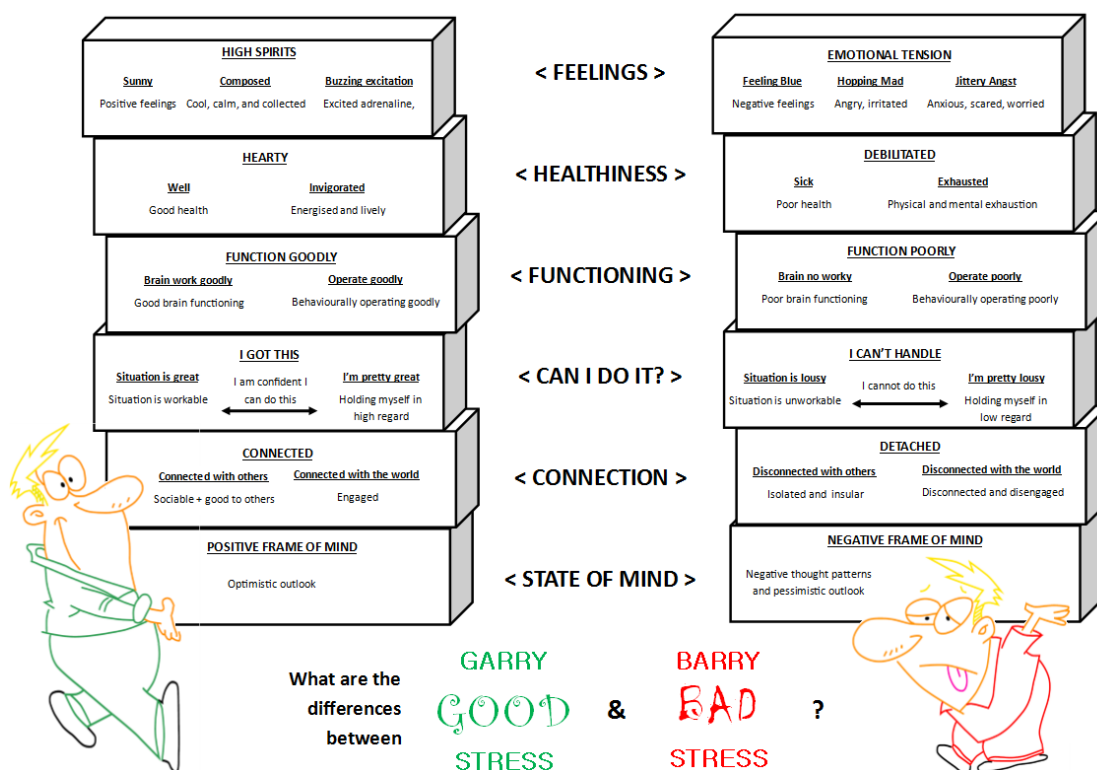 HIGH SPIRITS
Sunny Composed Buzzing excitation
Positive feelings Cool, calm, and collected Excited adrenaline,
< FEELINGS >
EMOTIONAL TENSION
Feeling Blue Hopping Mad Jittery Angst
Negative feelings Angry, irritated Anxious, scared, worried
HEARTY
Well Invigorated
Good health Energised and lively
< HEALTHINESS >
DEBILITATED
Sick Exhausted
Poor health Physical and mental exhaustion
FUNCTION GOODLY
Brain work goodly Operate goodly
Good brain functioning Behaviourally operating goodly
< FUNCTIONING >
FUNCTION POORLY
Brain no worky Operate poorly
Poor brain functioning Behaviourally operating poorly
I GOT THIS
Situation is great I am confident I I'm pretty great
Situation is workable can do this Holding myself in
high regard
< CAN I DO IT? >
I CAN'T HANDLE
Situation is lousy I cannot do this I'm pretty lousy
Situation is unworkable Holding myself in
low regard
CONNECTED
Connected with others Connected with the world
Sociable + good to others Engaged
< CONNECTION >
DETACHED
Disconnected with others Disconnected with the world
Isolated and insular Disconnected and disengaged
POSITIVE FRAME OF MIND
Optimistic outlook
< STATE OF MIND >
NEGATIVE FRAME OF MIND
Negative thought patterns
and pessimistic outlook
What are the
differences
between
GARRY
GOOD
STRESS
&
BARRY
BAD
STRESS
?